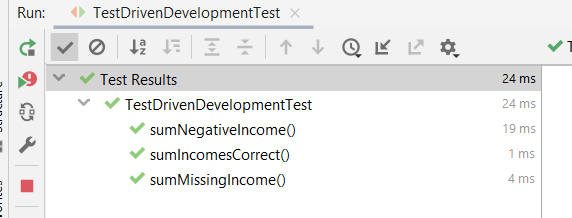 Run: TestDrivenDevelopmentTest
Test Results 24 ms
TestDrivenDevelopmentTest 24 ms
sumNegativeIncome() 19 ms
sumIncomesCorrect() 1 ms
sumMissingIncome() 4 ms